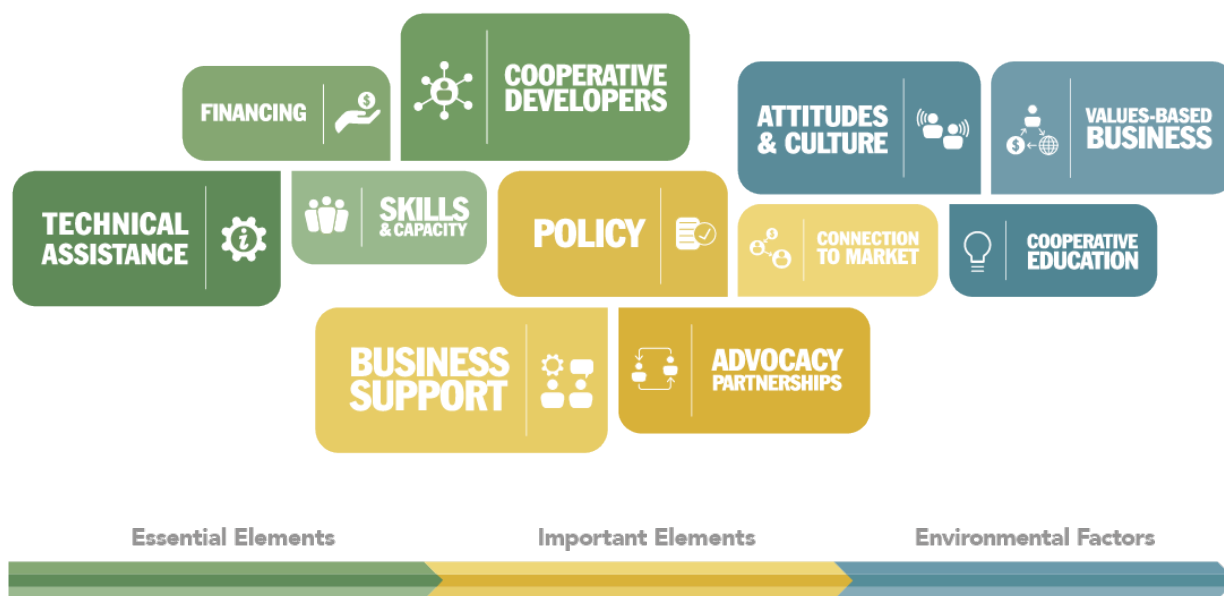 FINANCING
COOPERATIVE
DEVELOPERS
TECHNICAL
ASSISTANCE
SKILLS
& CAPACITY
POLICY
BUSINESS
SUPPORT
ADVOCACY
PARTNERSHIPS
CONNECTION
TO MARKET
ATTITUDES
& CULTURE
VALUES-BASED
BUSINESS
COOPERATIVE
EDUCATION
Essential Elements
Important Elements
Environmental Factors